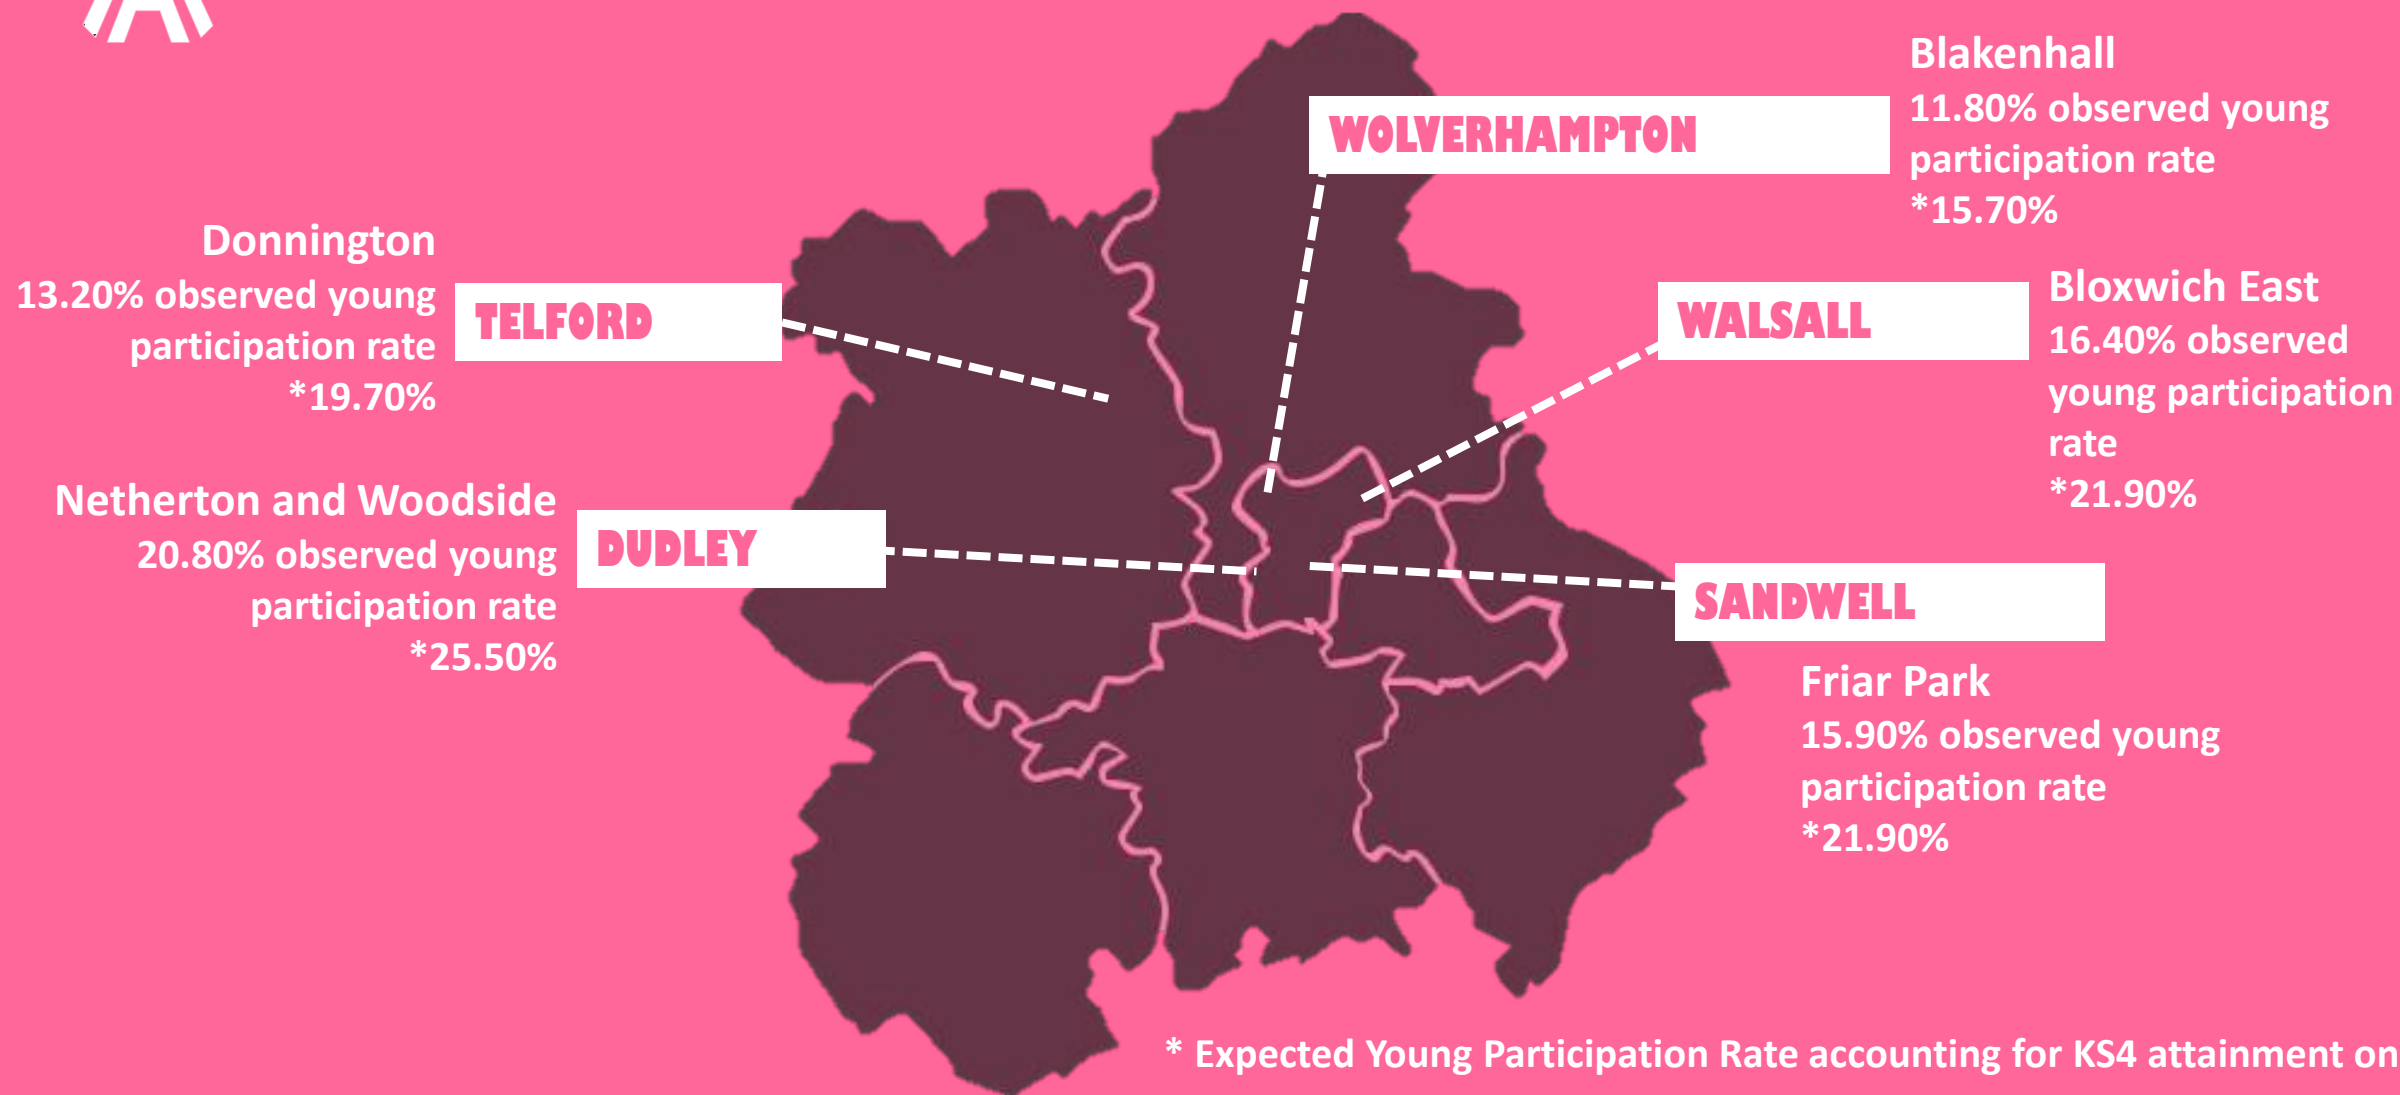 WOLVERHAMPTON
Blakenhall
11.80% observed young
participation rate
*15.70%
Donnington
13.20% observed young
participation rate
*19.70%
TELFORD
WALSALL
Bloxwich East
16.40% observed
young participation
rate
*21.90%
Netherton and Woodside
20.80% observed young
participation rate
*25.50%
DUDLEY
SANDWELL
Friar Park
15.90% observed young
participation rate
*21.90%
* Expected Young Participation Rate accounting for KS4 attainment on